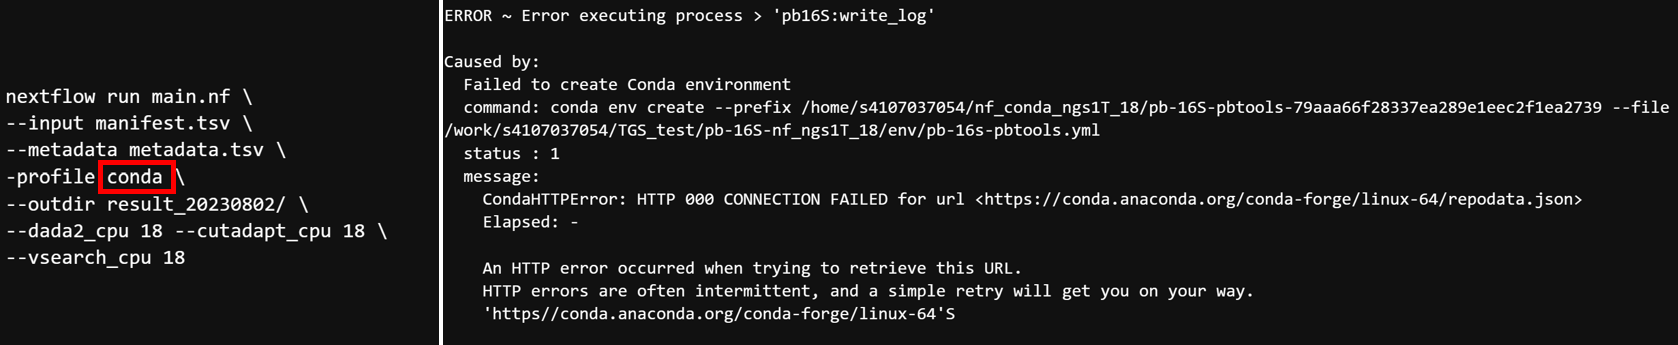 nextflow run main.nf \
--input manifest.tsv \
--metadata metadata.tsv \
-profile conda \
--outdir result_20230802/ \
--dada2_cpu 18 --cutadapt_cpu 18 \
--vsearch_cpu 18
ERROR ~ Error executing process > 'pb16S:write_log'
Caused by:
Failed to create Conda environment
command: conda env create --prefix /home/s4107037054/nf_conda_ngs1T_18/pb-16S-pbtools-79aaa66f28337ea289e1eec2f1ea2739 --file
/work/s4107037054/TGS_test/pb-16S-nf_ngs1T_18/env/pb-16s-pbtools.yml
status : 1
message:
CondaHTTPError: HTTP 000 CONNECTION FAILED for url <https://conda.anaconda.org/conda-forge/linux-64/repodata.json>
Elapsed: -
An HTTP error occurred when trying to retrieve this URL.
HTTP errors are often intermittent, and a simple retry will get you on your way.
'https//conda.anaconda.org/conda-forge/linux-64'S